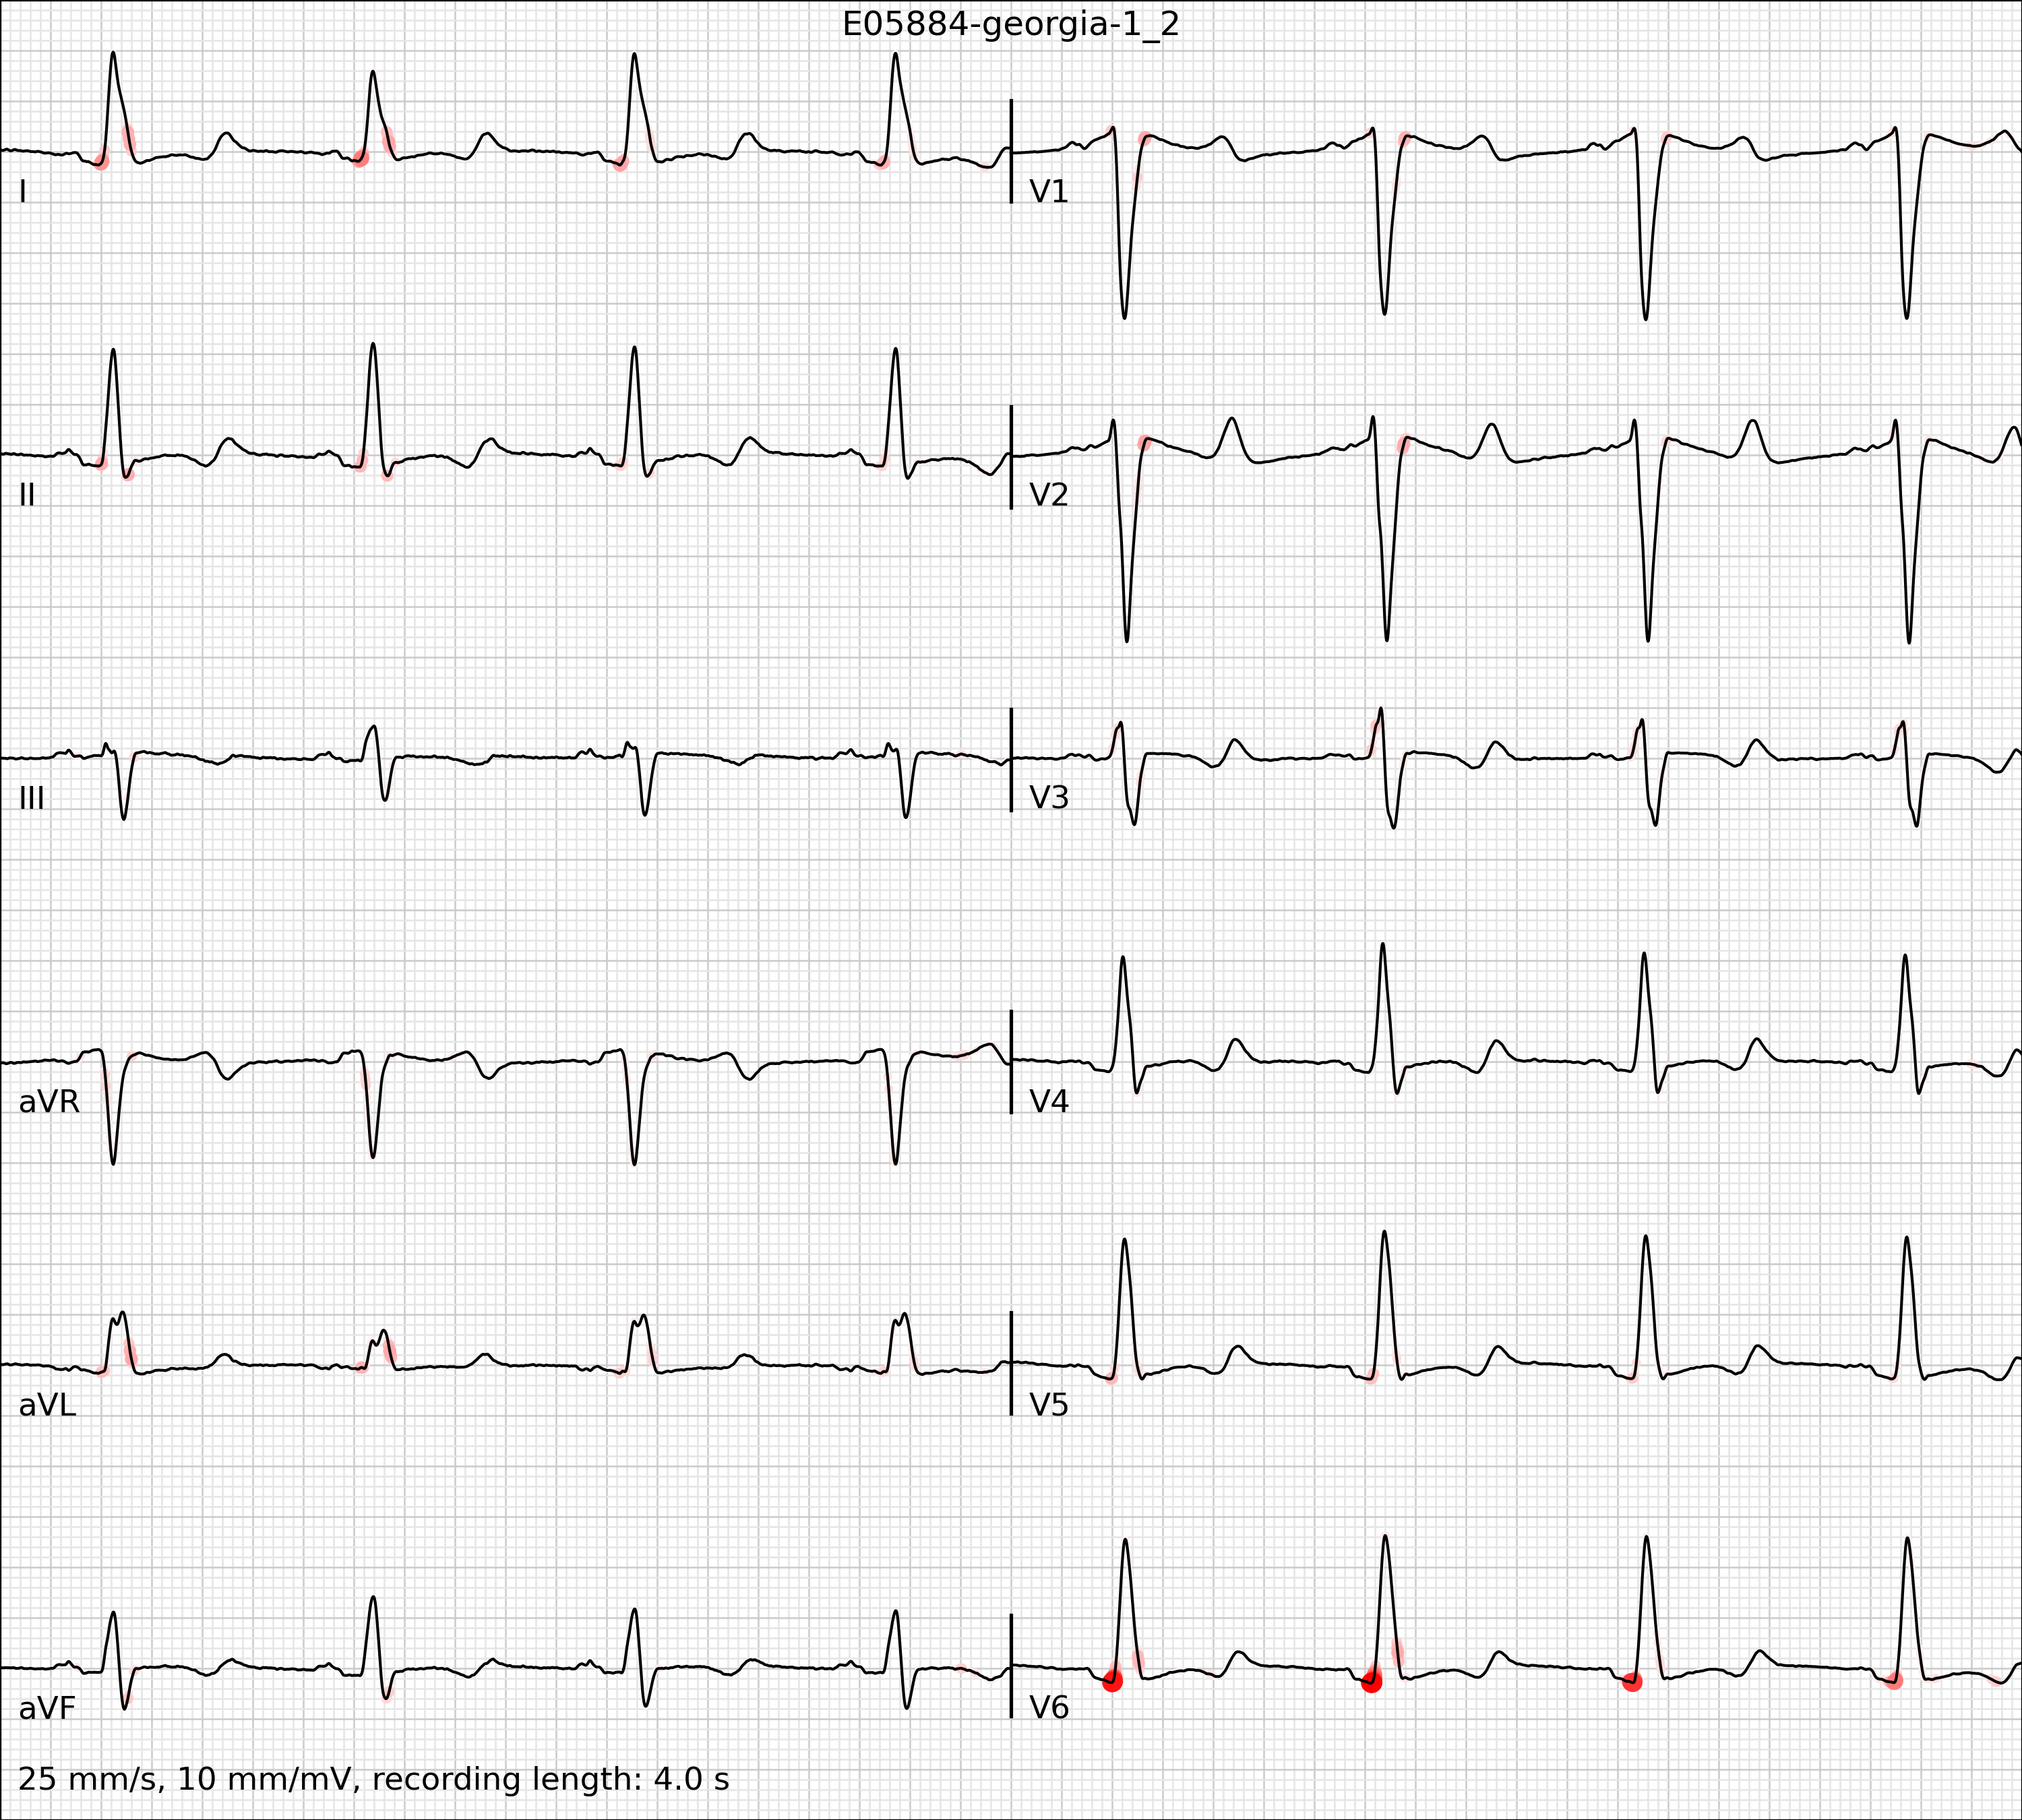 E05884-georgia-1_2
I
V1
II
V2
III
V3
aVR
V4
aVL
V5
aVF
V6
25 mm/s, 10 mm/mV, recording length: 4.0 s